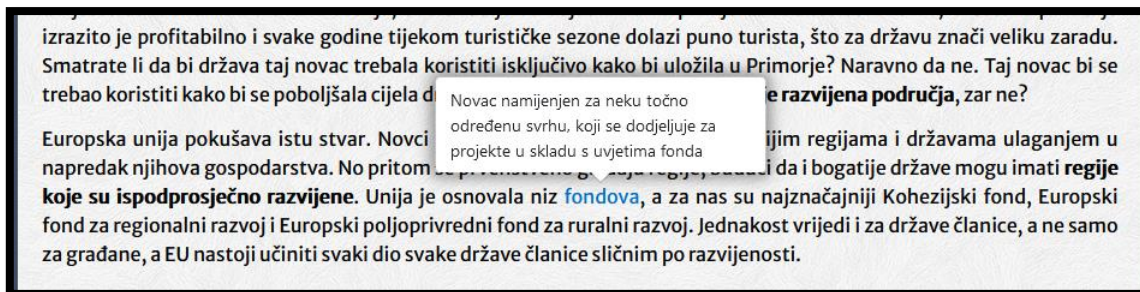 izrazito je profitabilno i svake godine tijekom turističke sezone dolazi puno turista, što za državu znači veliku zaradu.
Smatrate li da bi država taj novac trebala koristiti isključivo kako bi uložila u Primorje? Naravno da ne. Taj novac bi se
trebao koristiti kako bi se poboljšala cijela e razvijena područja, zar ne?
Novac namijenjen za neku točno
određenu svrhu, koji se dodjeljuje za
projekte u skladu s uvjetima fonda
Europska unija pokušava istu stvar. Novci ijim regijama i državama ulaganjem u
napredak njihova gospodarstva. No pritom da i bogatije države mogu imati regije
koje su ispodprosječno razvijene. Unija je osnovala niz fondova, a za nas su najznačajniji Kohezijski fond, Europski
fond za regionalni razvoj i Europski poljoprivredni fond za ruralni razvoj. Jednakost vrijedi i za države članice, a ne samo
za građane, a EU nastoji učiniti svaki dio svake države članice sličnim po razvijenosti.